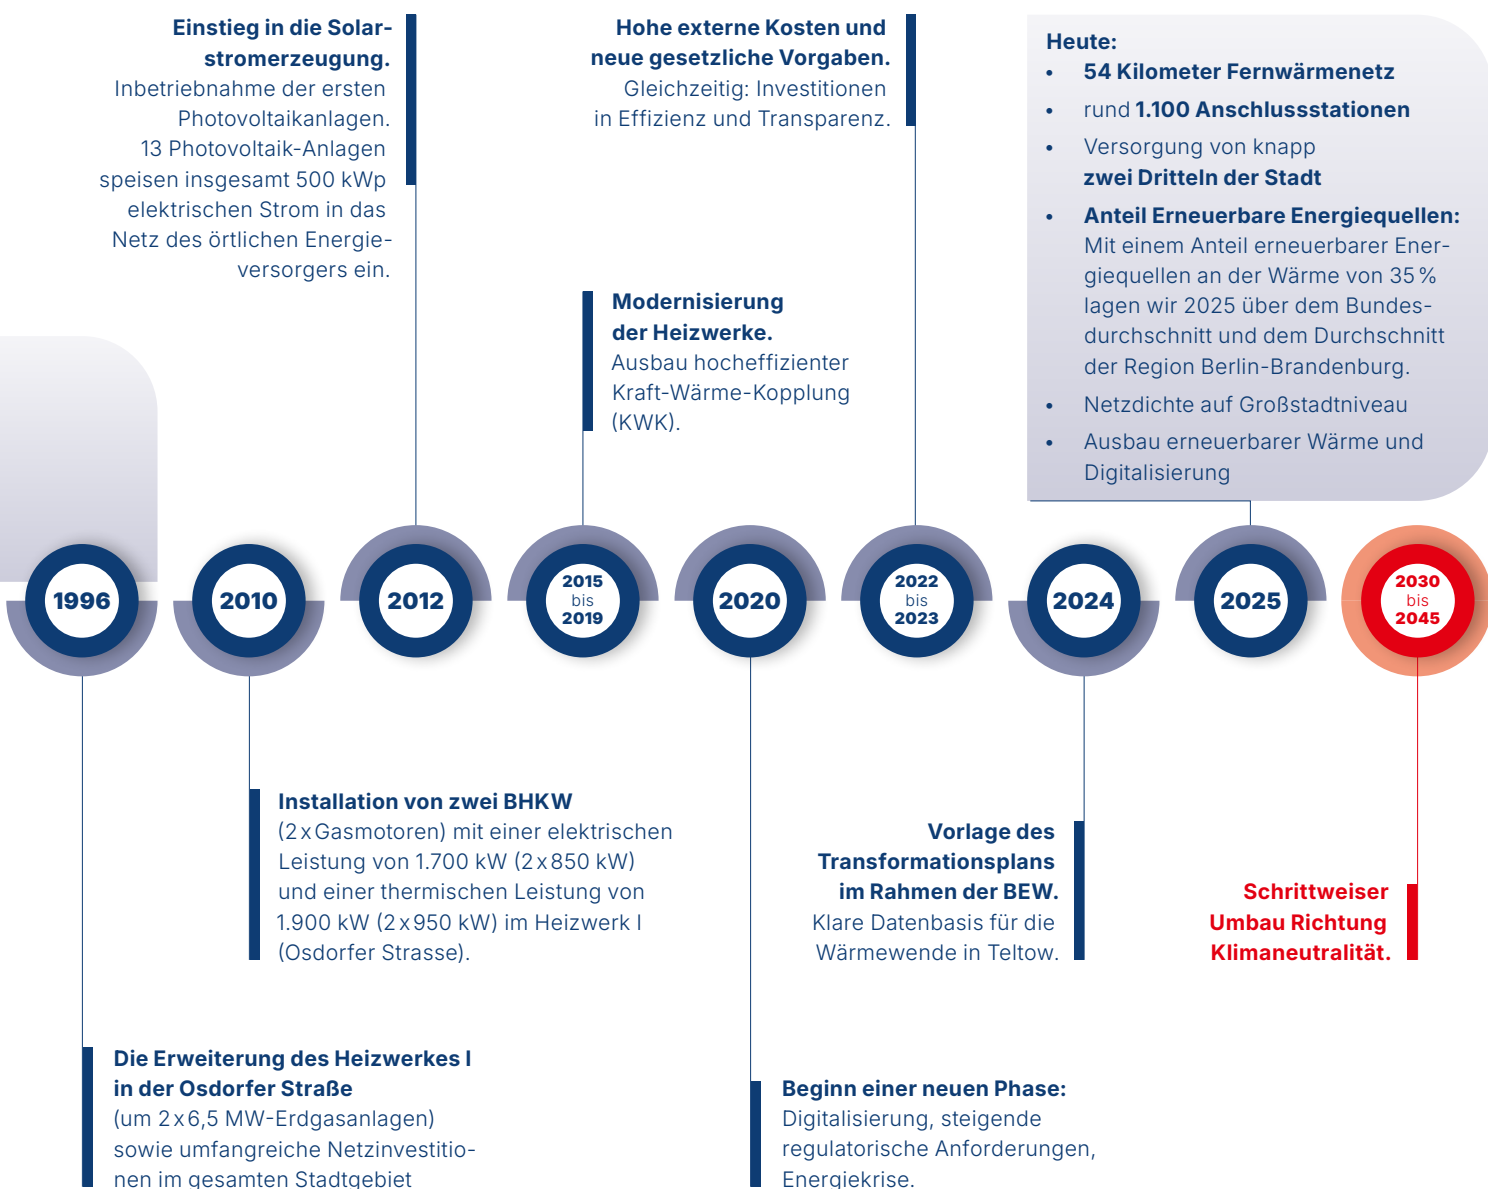 Einstieg in die Solar-
stromerzeugung.
Inbetriebnahme der ersten
Photovoltaikanlagen.
13 Photovoltaik-Anlagen
speisen insgesamt 500 kWp
elektrischen Strom in das
Netz des örtlichen Energie-
versorgers ein.
Hohe externe Kosten und
neue gesetzliche Vorgaben.
Gleichzeitig: Investitionen
in Effizienz und Transparenz.
Heute:
• 54 Kilometer Fernwärmenetz
• rund 1.100 Anschlussstationen
• Versorgung von knapp
zwei Dritteln der Stadt
• Anteil Erneuerbare Energiequellen:
Mit einem Anteil erneuerbarer Ener-
giequellen an der Wärme von 35 %
lagen wir 2025 über dem Bundes-
durchschnitt und dem Durchschnitt
der Region Berlin-Brandenburg.
• Netzdichte auf Großstadtniveau
• Ausbau erneuerbarer Wärme und
Digitalisierung
Modernisierung
der Heizwerke.
Ausbau hocheffizienter
Kraft-Wärme-Kopplung
(KWK).
1996
2010
2012
2015
bis
2019
2020
2022
bis
2023
2024
2025
2030
bis
2045
Installation von zwei BHKW
(2 x Gasmotoren) mit einer elektrischen
Leistung von 1.700 kW (2 x 850 kW)
und einer thermischen Leistung von
1.900 kW (2 x 950 kW) im Heizwerk I
(Osdorfer Strasse).
Vorlage des
Transformationsplans
im Rahmen der BEW.
Klare Datenbasis für die
Wärmewende in Teltow.
Schrittweiser
Umbau Richtung
Klimaneutralität.
Die Erweiterung des Heizwerkes I
in der Osdorfer Straße
(um 2 x 6,5 MW-Erdgasanlagen)
sowie umfangreiche Netzinvestitio-
nen im gesamten Stadtgebiet
Beginn einer neuen Phase:
Digitalisierung, steigende
regulatorische Anforderungen,
Energiekrise.